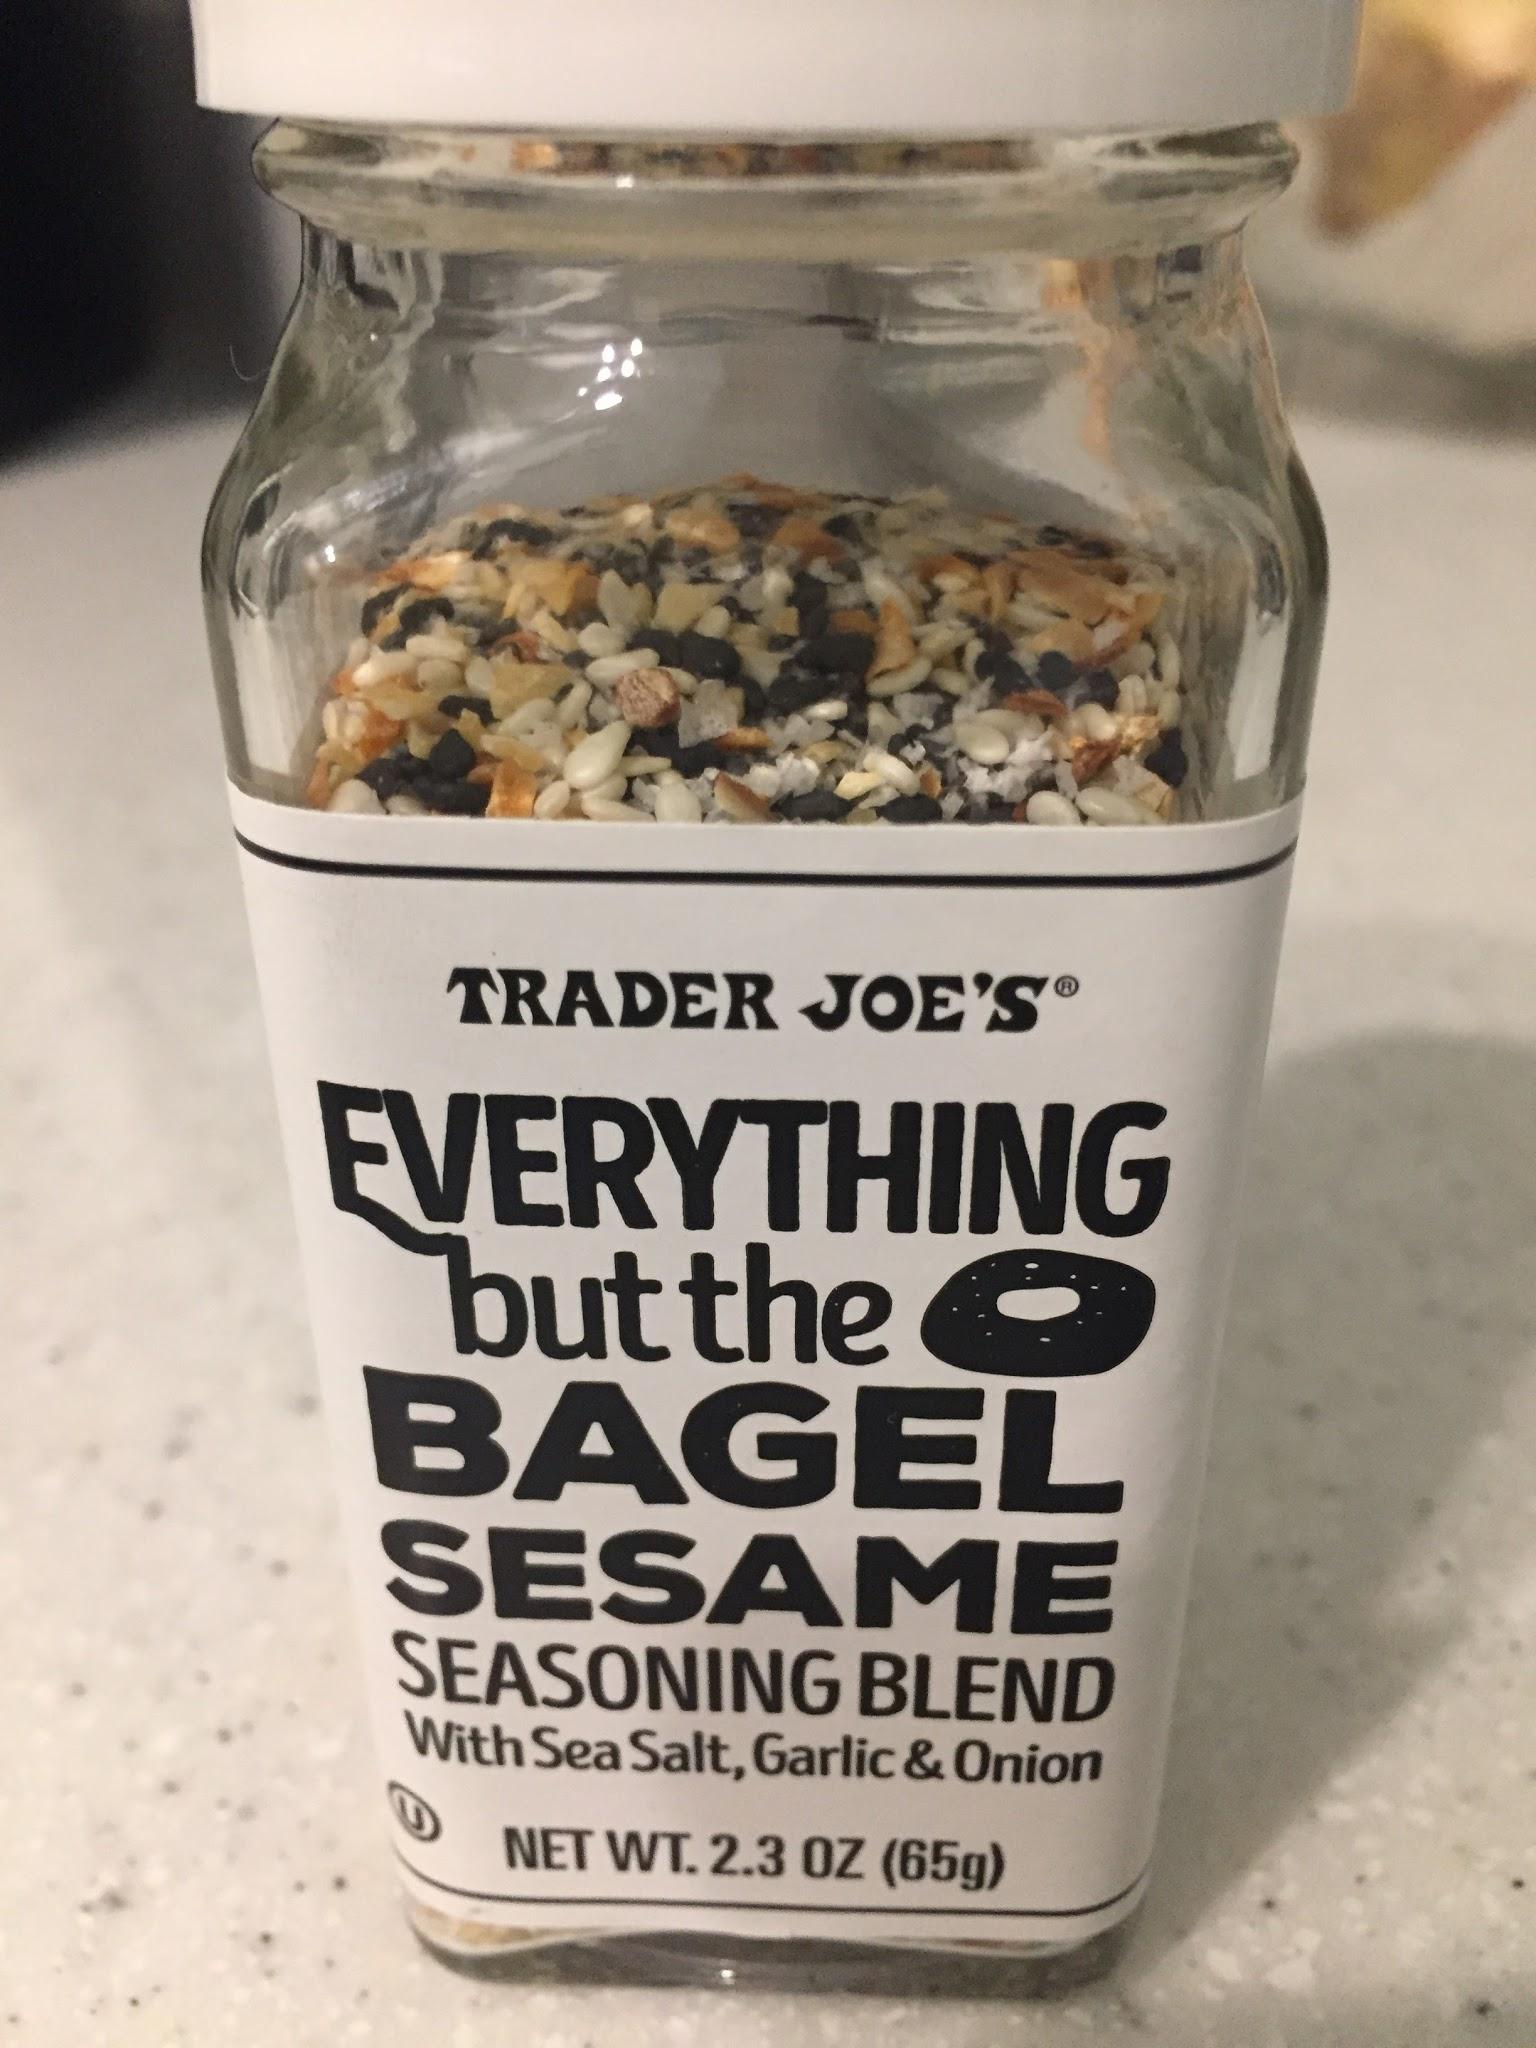 TRADER JOE'S®
EVERYTHING
but the
BAGEL
SESAME
SEASONING BLEND
With Sea Salt, Garlic & Onion
U
NET WT. 2.3 OZ (65g)